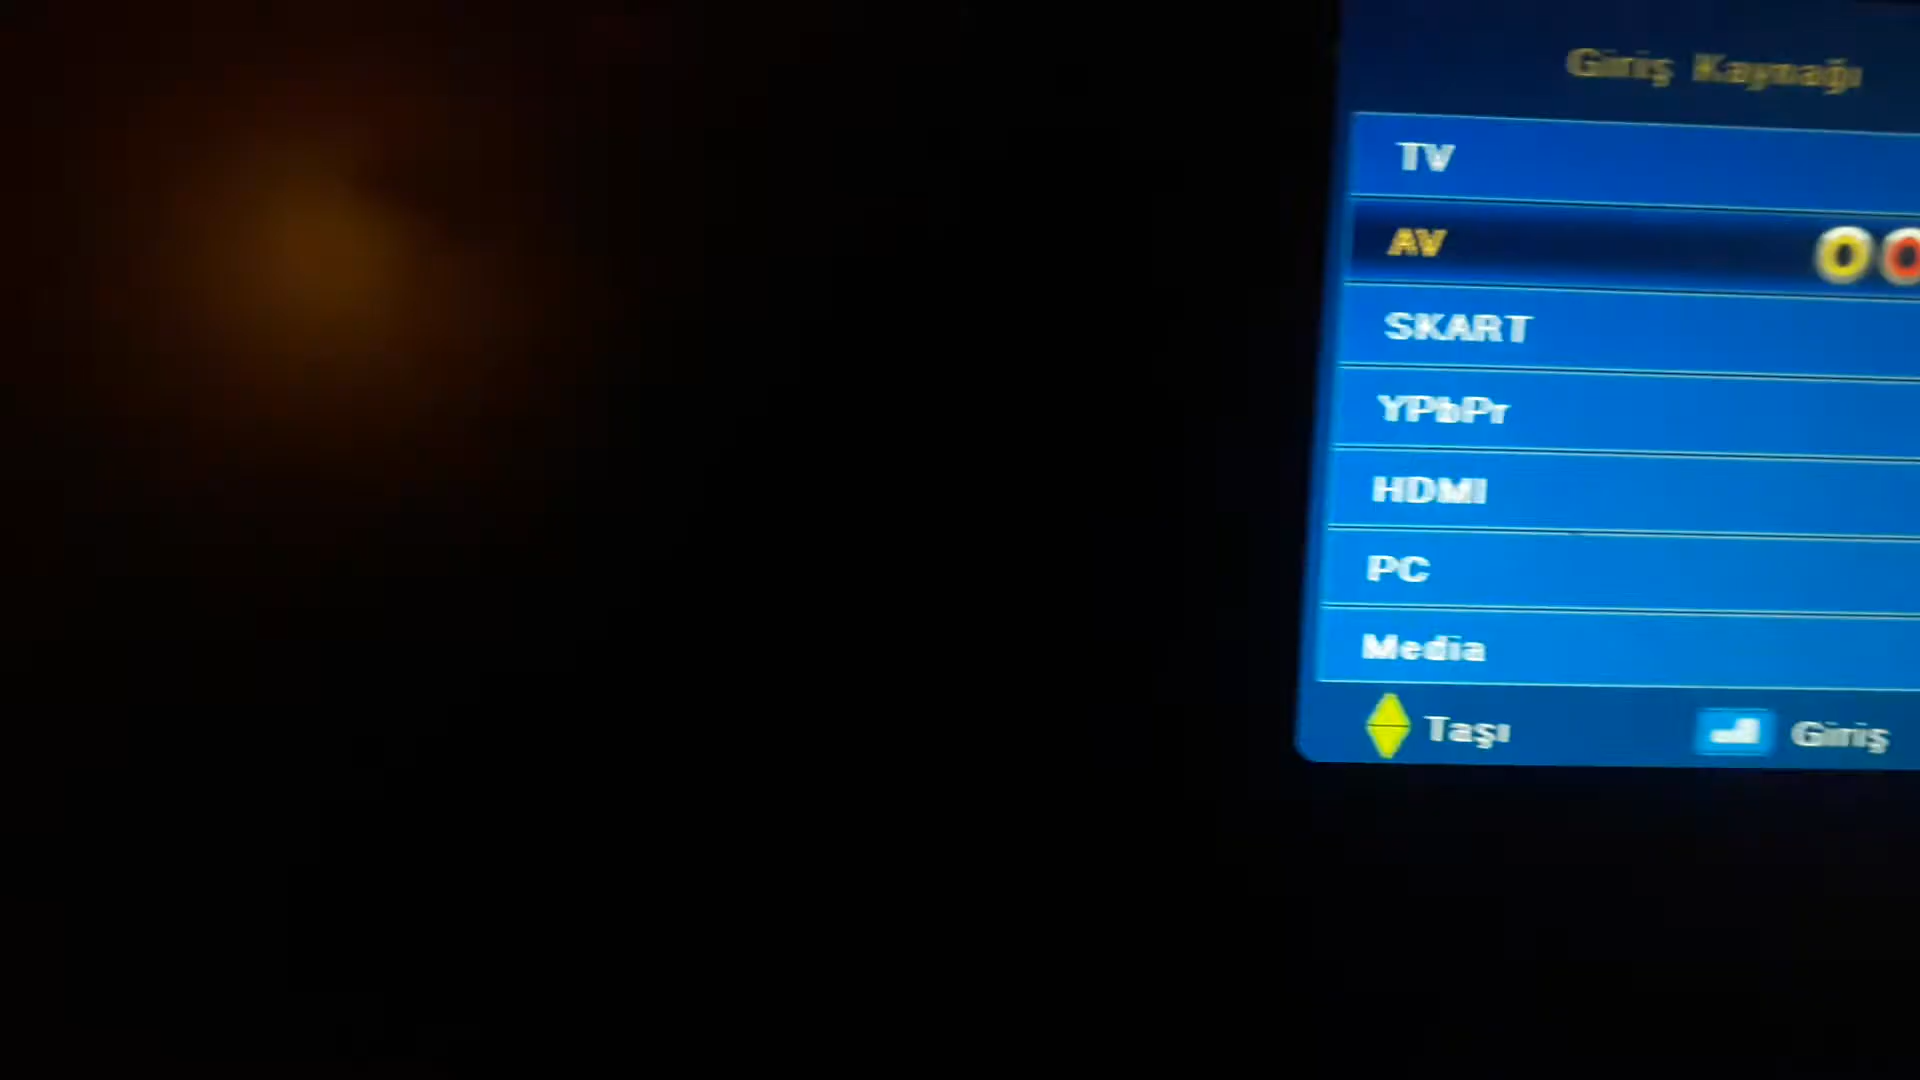 Giriş Kaynağı
TV
AV
SKART
YPbPr
HDMI
PC
Media
Taşı Giriş